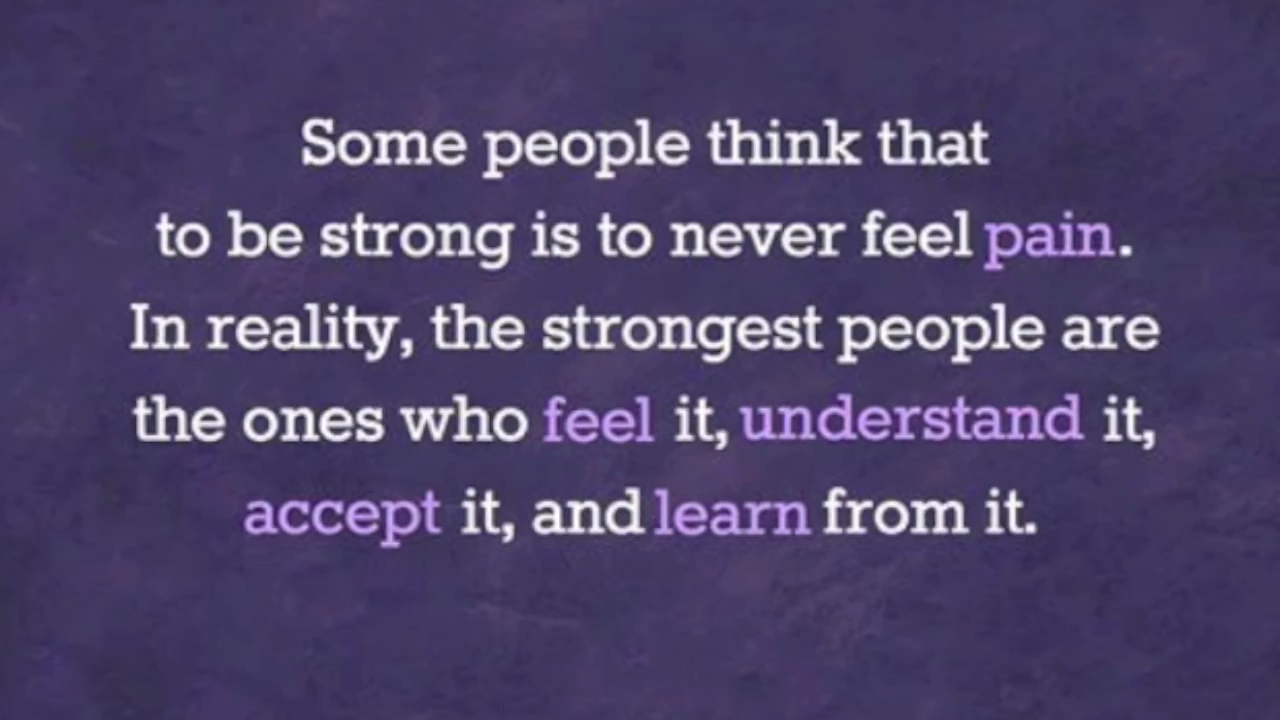 Some people think that
to be strong is to never feel pain.
In reality, the strongest people are
the ones who feel it, understand it,
accept it, and learn from it.